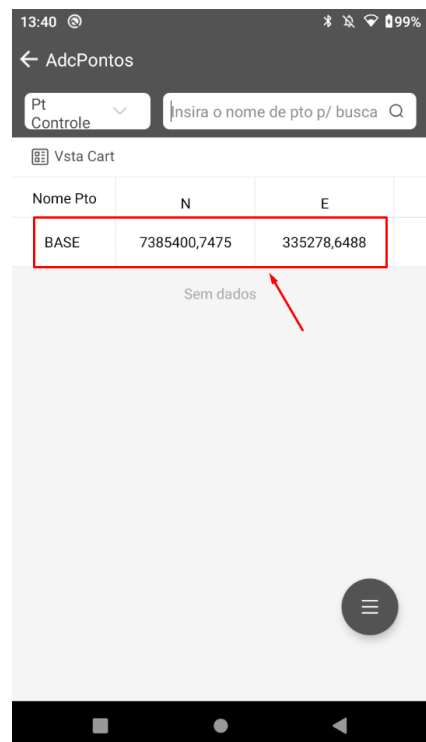 13:40 99%
AdcPontos
Pt
Controle
Insira o nome de pto p/ busca
Vsta Cart
Nome Pto N E
BASE 7385400,7475 335278,6488
Sem dados